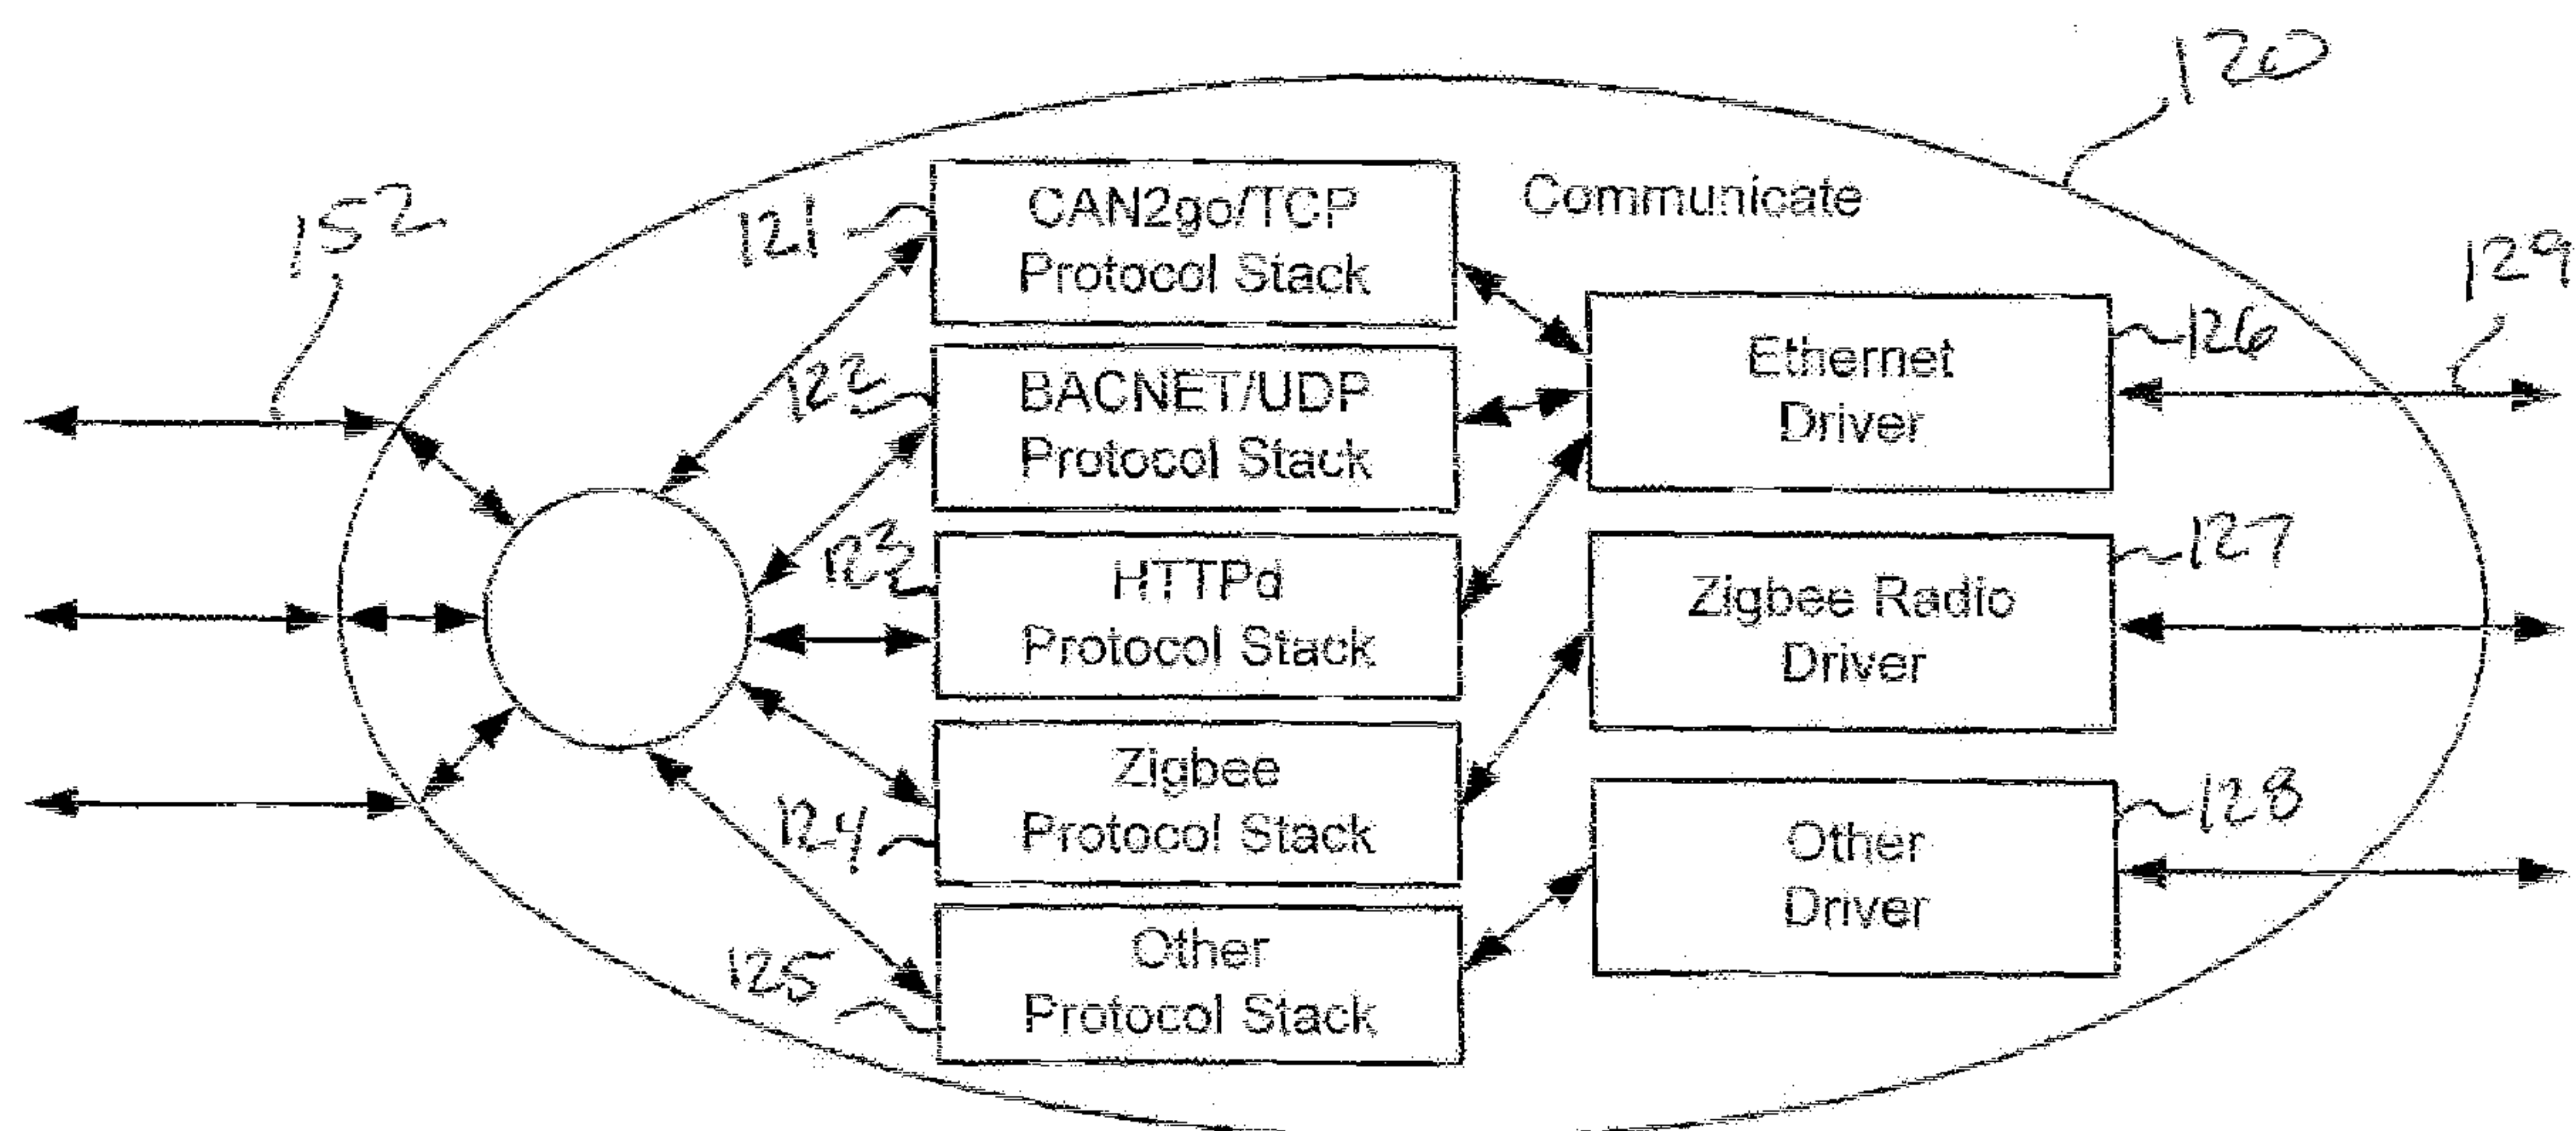 120
152
121
CAN2go/TCP
Protocol Stack
Communicate
129
122
BACNET/UDP
Protocol Stack
Ethernet
Driver
126
123
HTTPd
Protocol Stack
127
Zigbee Radio
Driver
124
Zigbee
Protocol Stack
128
Other
Driver
125
Other
Protocol Stack